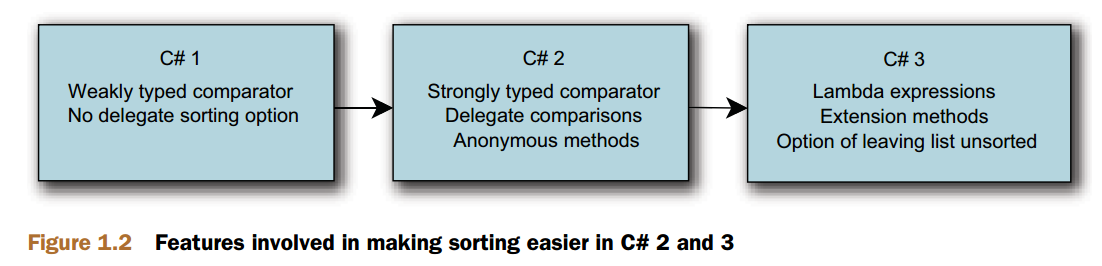 C# 1
Weakly typed comparator
No delegate sorting option
C# 2
Strongly typed comparator
Delegate comparisons
Anonymous methods
C# 3
Lambda expressions
Extension methods
Option of leaving list unsorted
Figure 1.2 Features involved in making sorting easier in C# 2 and 3